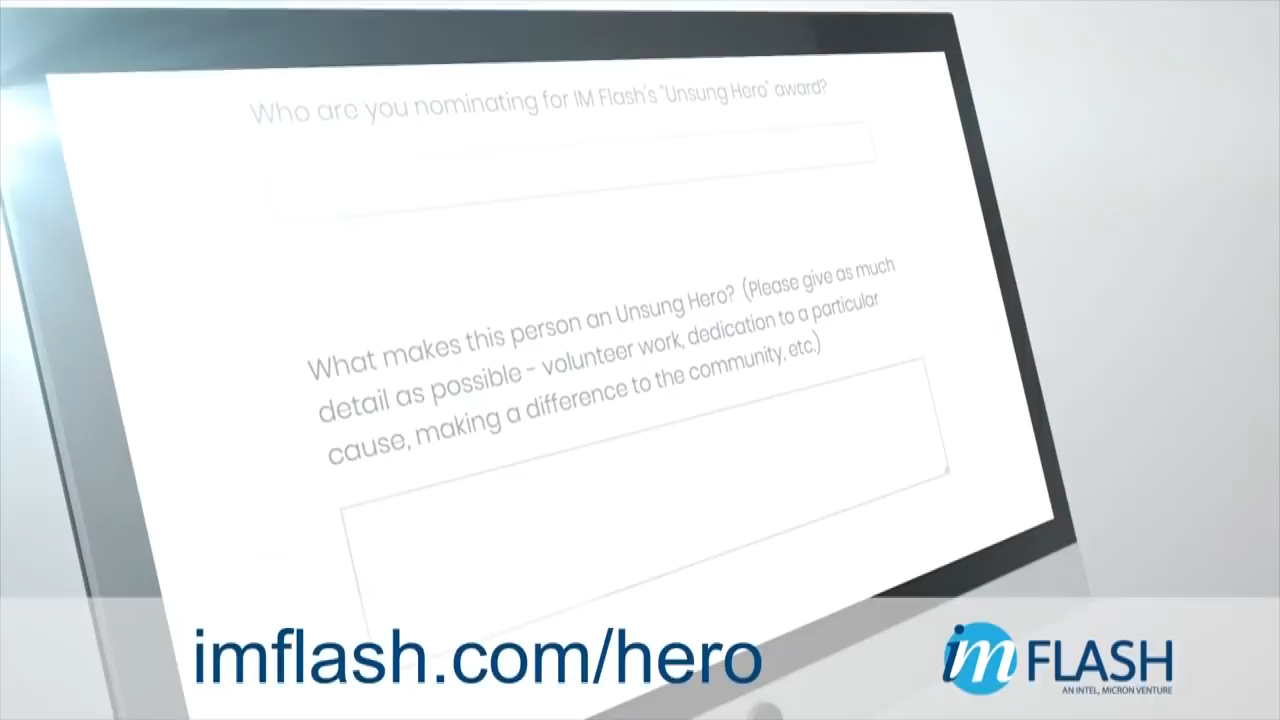 Who are you nominating for IM Flash's "Unsung Hero" award?
What makes this person an Unsung Hero? (Please give as much
detail as possible - volunteer work, dedication to a particular
cause, making a difference to the community, etc.)
imflash.com/hero
im FLASH
AN INTEL, MICRON VENTURE